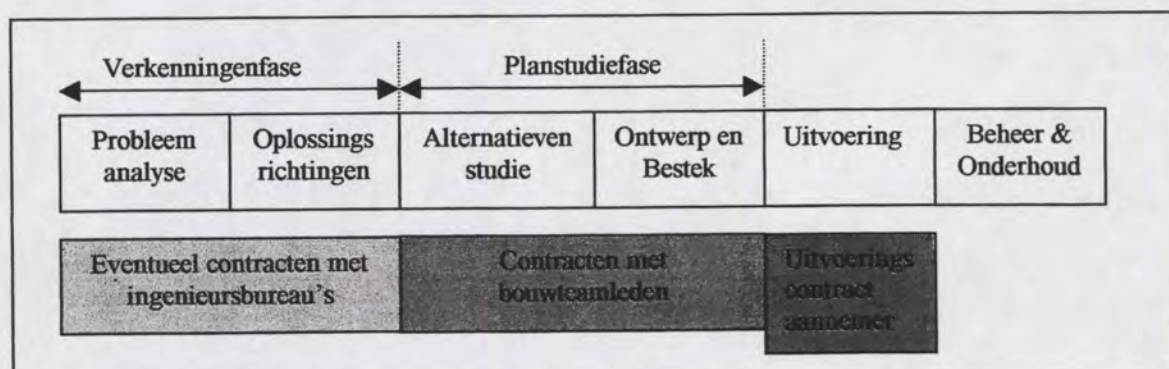 Verkenningenfase
Planstudiefase
Probleem
analyse
Oplossings
richtingen
Alternatieven
studie
Ontwerp en
Bestek
Uitvoering
Beheer &
Onderhoud
Eventueel contracten met
ingenieursbureau's
Contracten met
bouwteamleden
Uitvoerings
contract
aannemer